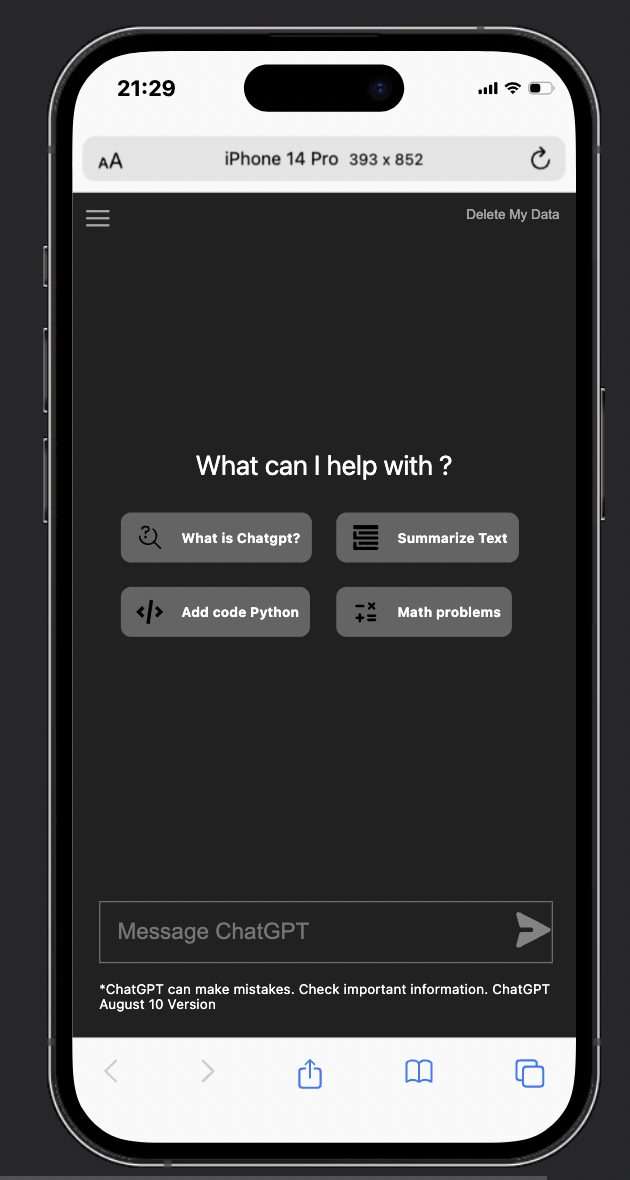 21:29
AA iPhone 14 Pro 393 x 852
Delete My Data
What can I help with ?
What is Chatgpt? Summarize Text
Add code Python Math problems
Message ChatGPT
*ChatGPT can make mistakes. Check important information. ChatGPT
August 10 Version